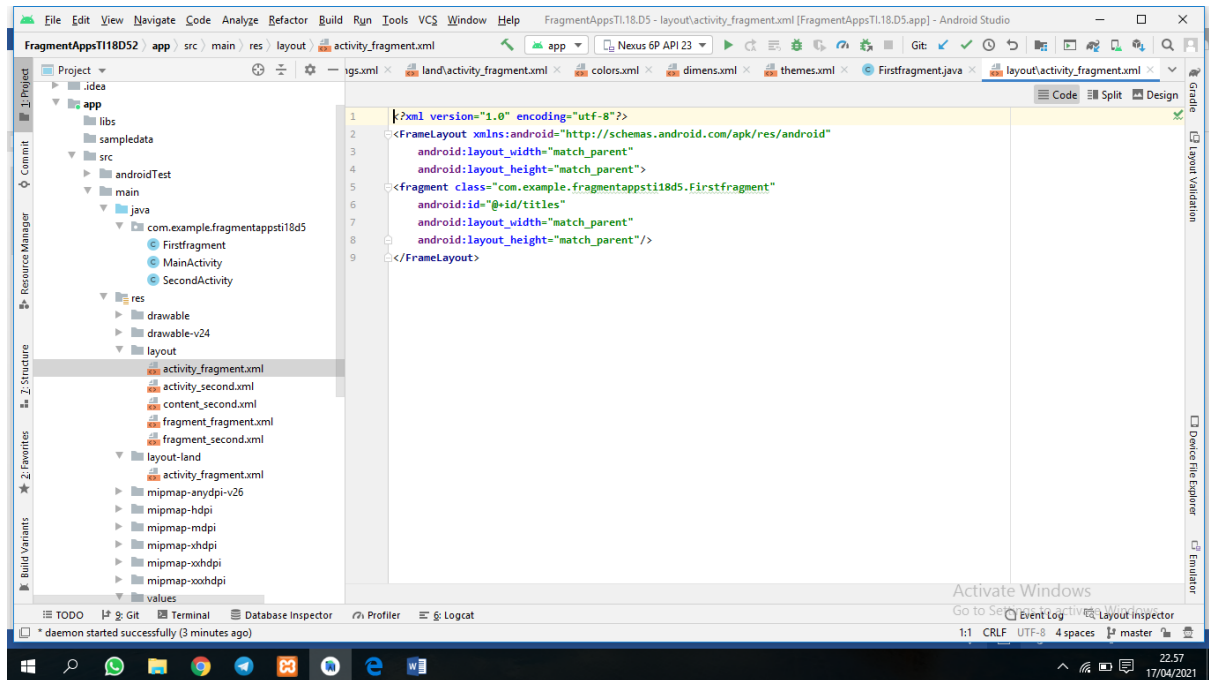 File Edit View Navigate Code Analyze Refactor Build Run Tools VCS Window Help FragmentAppsTI.18.D5 - layout\activity_fragment.xml [FragmentAppsTI.18.D5.app] - Android Studio
FragmentAppsTI18D52 app src main res layout activity_fragment.xml app Nexus 6P API 23 Git:
Project
ngs.xml land\activity_fragment.xml colors.xml dimens.xml themes.xml Firstfragment.java layout\activity_fragment.xml
Code Split Design
.idea
app
libs
sampledata
src
androidTest
main
java
com.example.fragmentappsti18d5
Firstfragment
MainActivity
SecondActivity
res
drawable
drawable-v24
layout
activity_fragment.xml
activity_second.xml
content_second.xml
fragment_fragment.xml
fragment_second.xml
layout-land
activity_fragment.xml
mipmap-anydpi-v26
mipmap-hdpi
mipmap-mdpi
mipmap-xhdpi
mipmap-xxhdpi
mipmap-xxxhdpi
values
1 <?xml version="1.0" encoding="utf-8"?>
2 <FrameLayout xmlns:android="http://schemas.android.com/apk/res/android"
3 android:layout_width="match_parent"
4 android:layout_height="match_parent">
5 <fragment class="com.example.fragmentappsti18d5.Firstfragment"
6 android:id="@+id/titles"
7 android:layout_width="match_parent"
8 android:layout_height="match_parent"/>
9 </FrameLayout>
1: Project
Commit
Resource Manager
Z: Structure
2: Favorites
Build Variants
Gradle
Layout Validation
Device File Explorer
Emulator
Activate Windows
Go to Settings to activate Windows.
TODO 9: Git Terminal Database Inspector Profiler 6: Logcat Event Log Layout Inspector
* daemon started successfully (3 minutes ago) 1:1 CRLF UTF-8 4 spaces master
22.57
17/04/2021